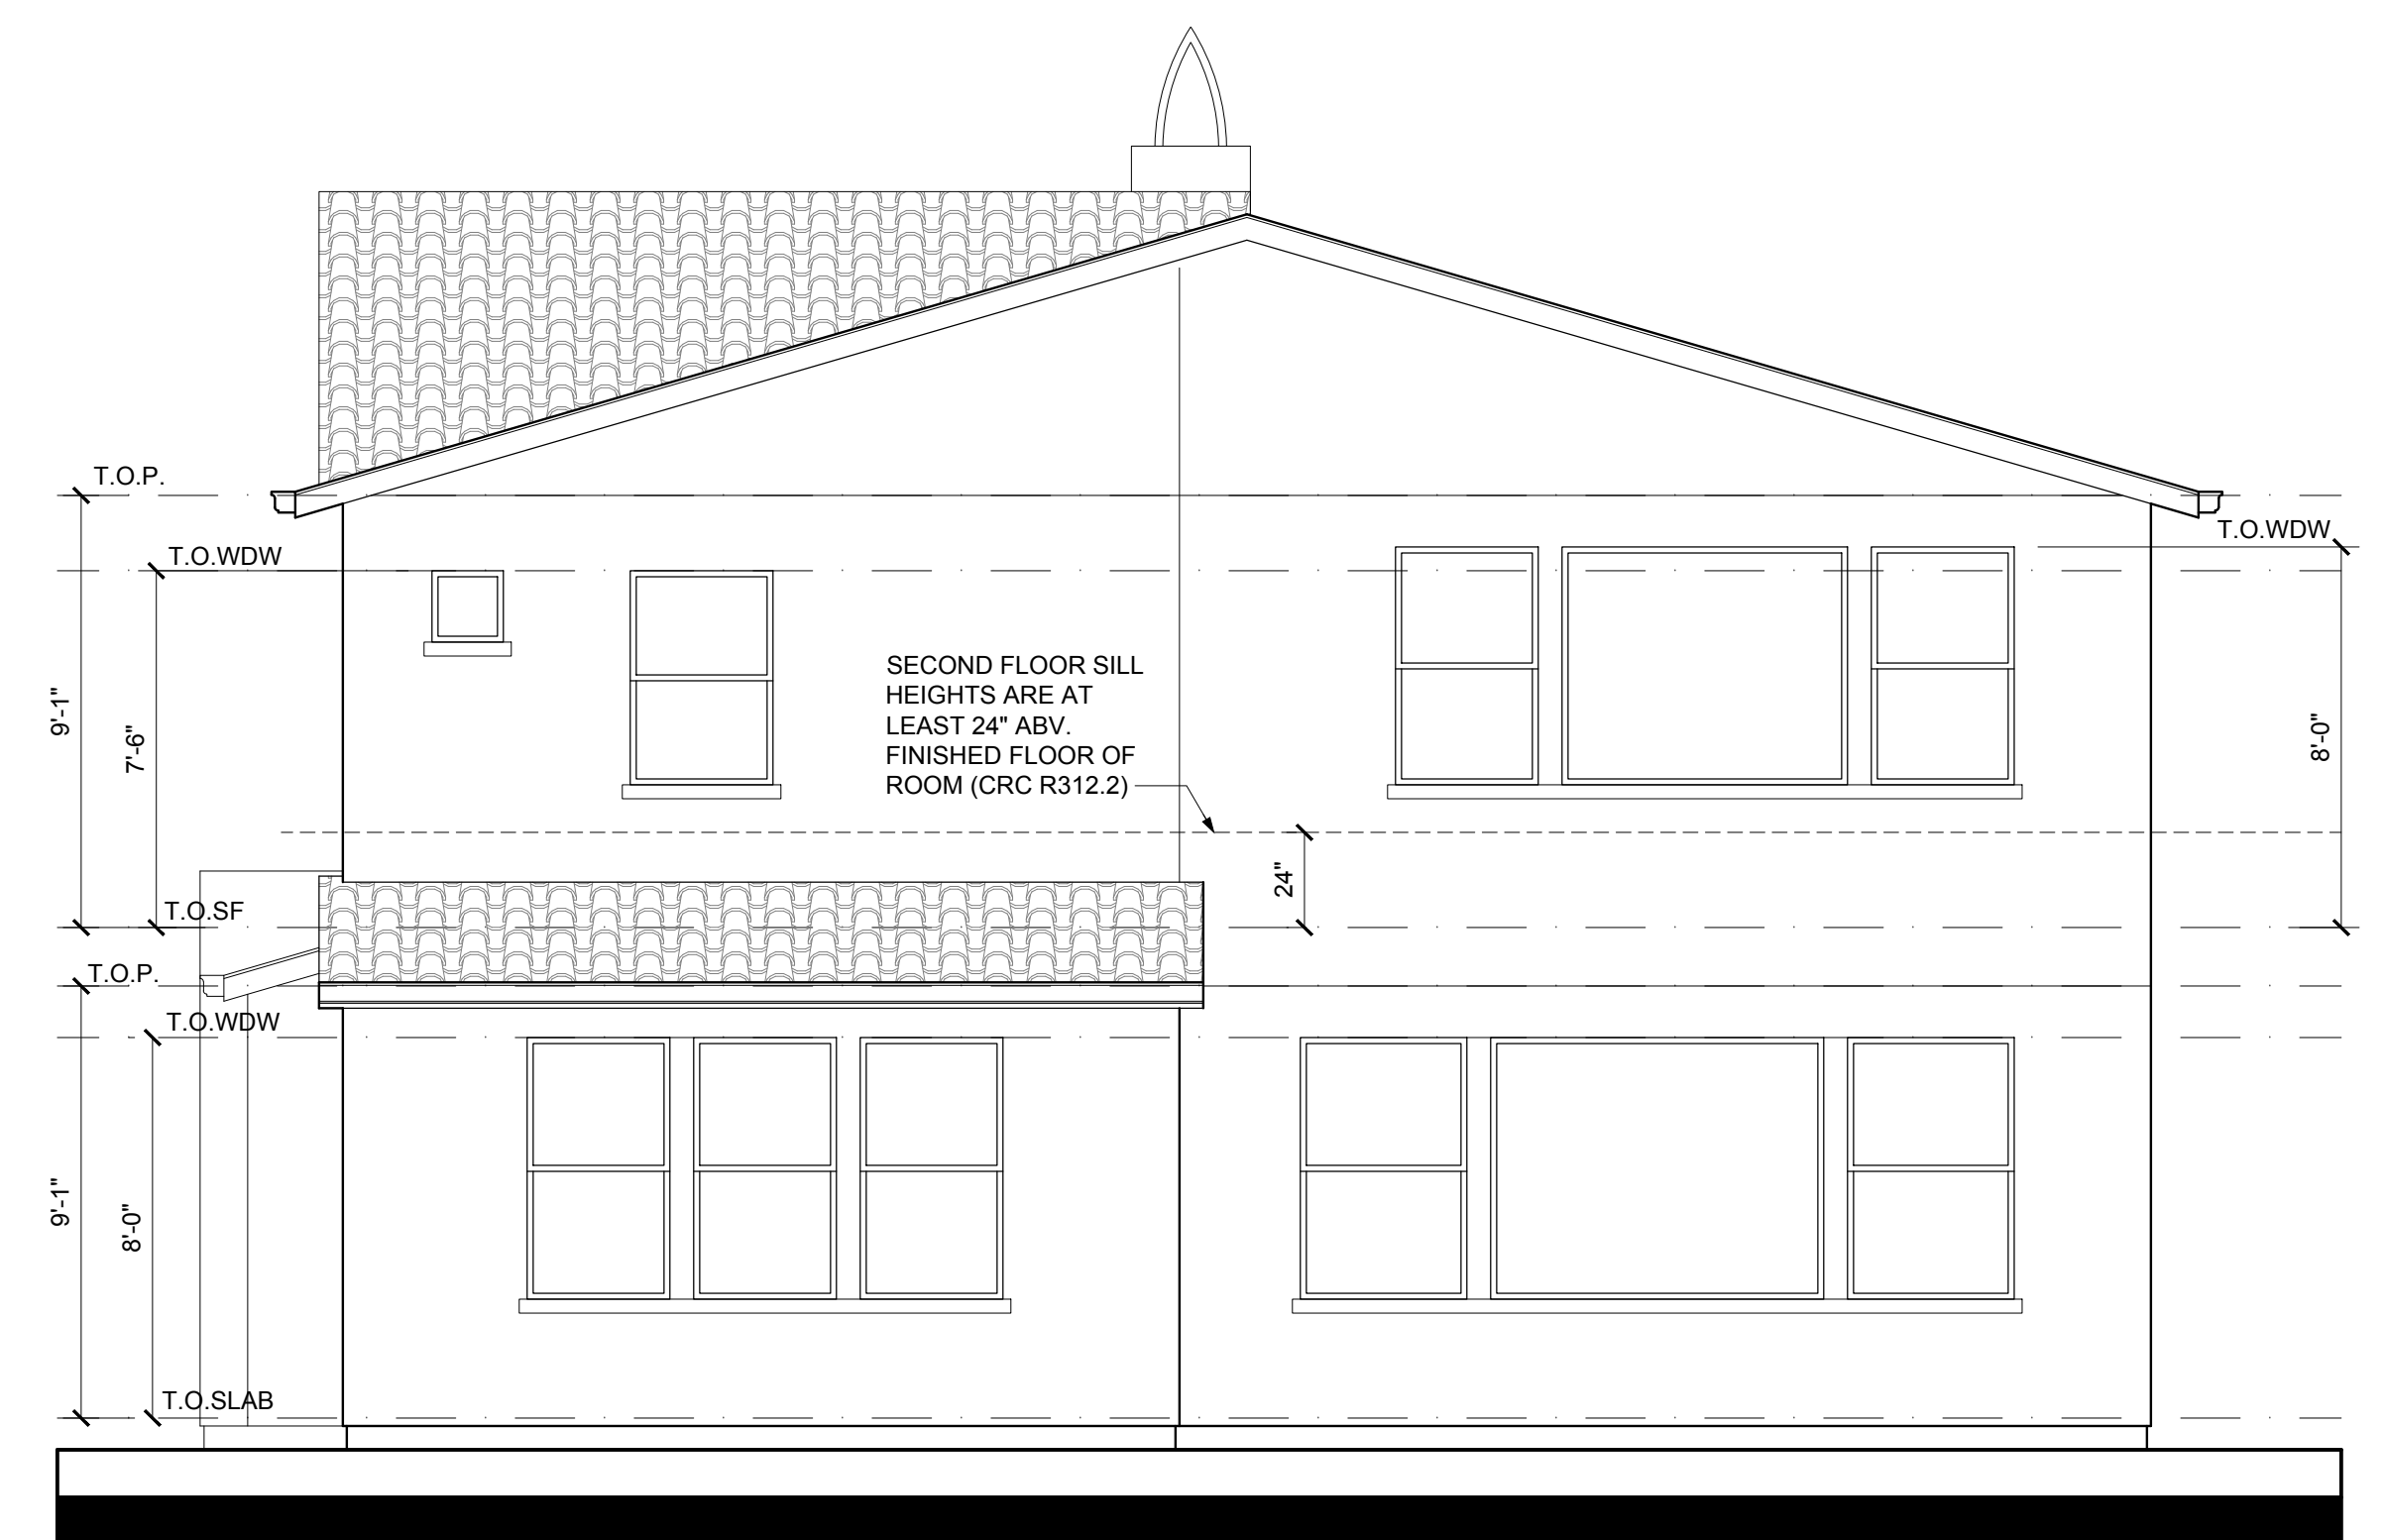 T.O.P.
T.O.WDW
T.O.WDW
9'-1"
7'-6"
SECOND FLOOR SILL
HEIGHTS ARE AT
LEAST 24" ABV.
FINISHED FLOOR OF
ROOM (CRC R312.2)
8'-0"
24"
T.O.SF
T.O.P.
T.O.WDW
9'-1"
8'-0"
T.O.SLAB